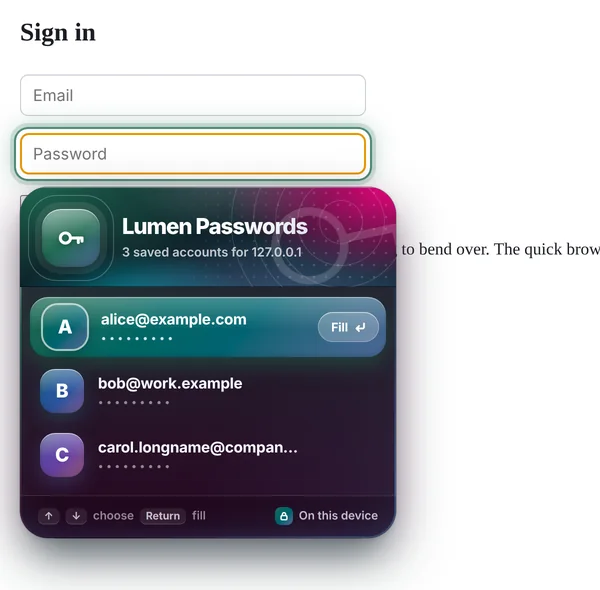 Sign in
Email
Password
Lumen Passwords
3 saved accounts for 127.0.0.1
to bend over. The quick brow
A
alice@example.com
•••••••••
Fill ↵
B
bob@work.example
•••••••••
C
carol.longname@compan...
•••••••••
↑ ↓ choose Return fill
On this device